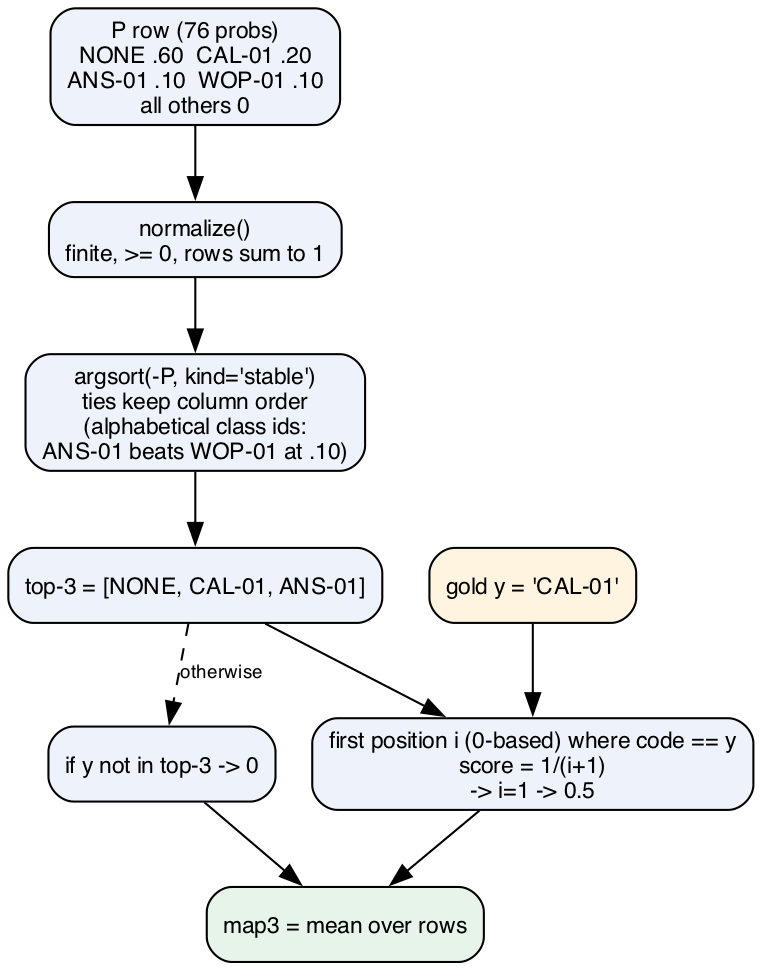 P row (76 probs)
NONE .60  CAL-01 .20
ANS-01 .10  WOP-01 .10
all others 0
normalize()
finite, >= 0, rows sum to 1
argsort(-P, kind='stable')
ties keep column order
(alphabetical class ids:
ANS-01 beats WOP-01 at .10)
top-3 = [NONE, CAL-01, ANS-01]
gold y = 'CAL-01'
otherwise
if y not in top-3 -> 0
first position i (0-based) where code == y
score = 1/(i+1)
-> i=1 -> 0.5
map3 = mean over rows